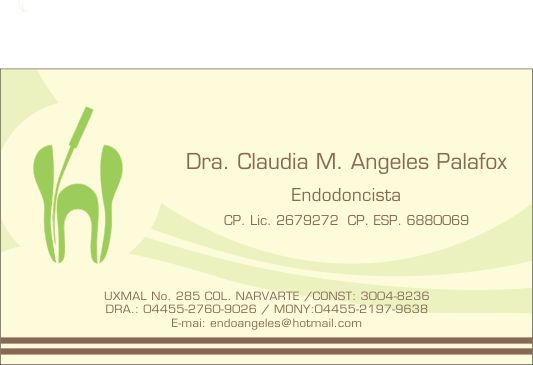 Dra. Claudia M. Angeles Palafox
Endodoncista
CP. Lic. 2679272 CP. ESP. 6880069
UXMAL No. 285 COL. NARVARTE /CONST: 3004-8236
DRA.: 04455-2760-9026 / MONY:04455-2197-9638
E-mai: endoangeles@hotmail.com